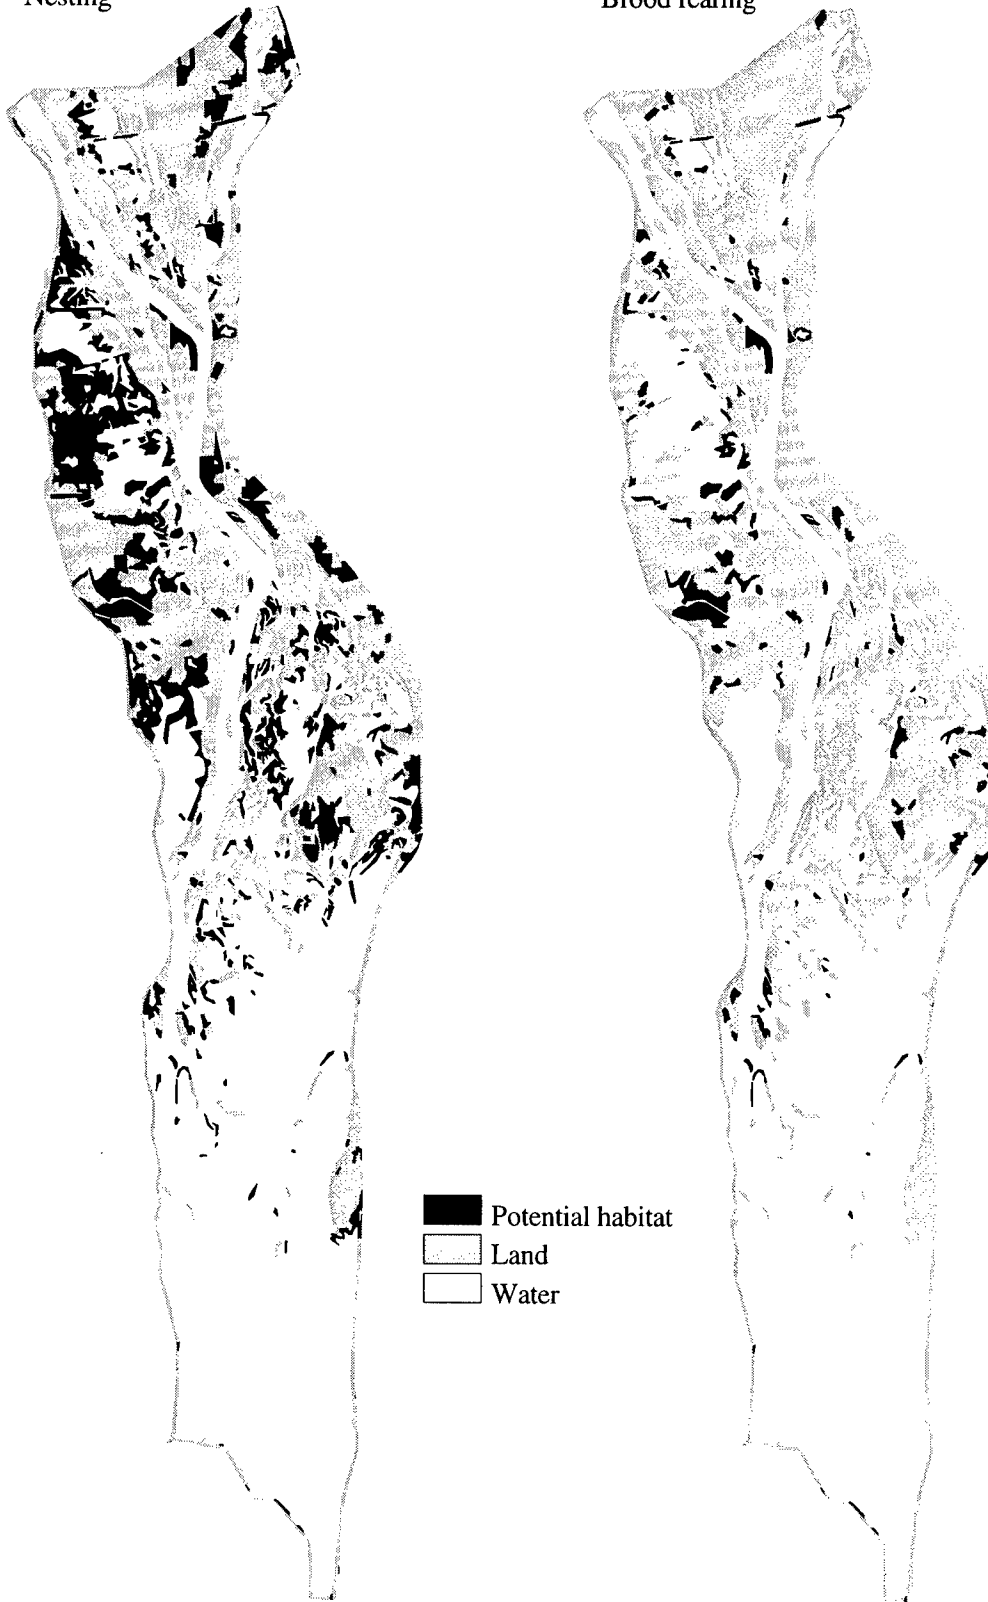 Nesting
Brood rearing
Potential habitat
Land
Water